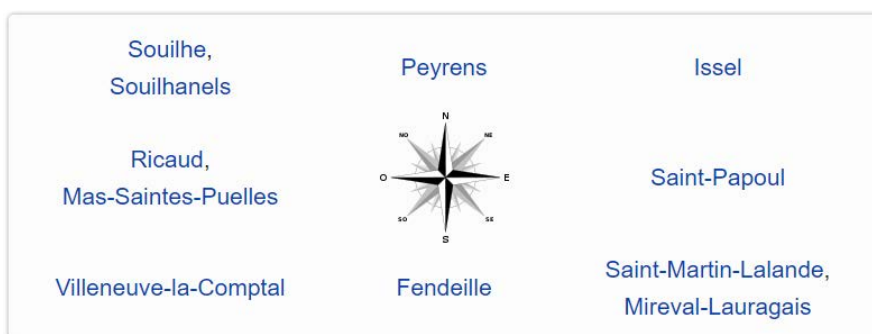 Souilhe,
Souilhanels
Peyrens
Issel
N
NO
NE
Ricaud,
Mas-Saintes-Puelles
O
E
Saint-Papoul
SO
SE
S
Villeneuve-la-Comptal
Fendeille
Saint-Martin-Lalande,
Mireval-Lauragais